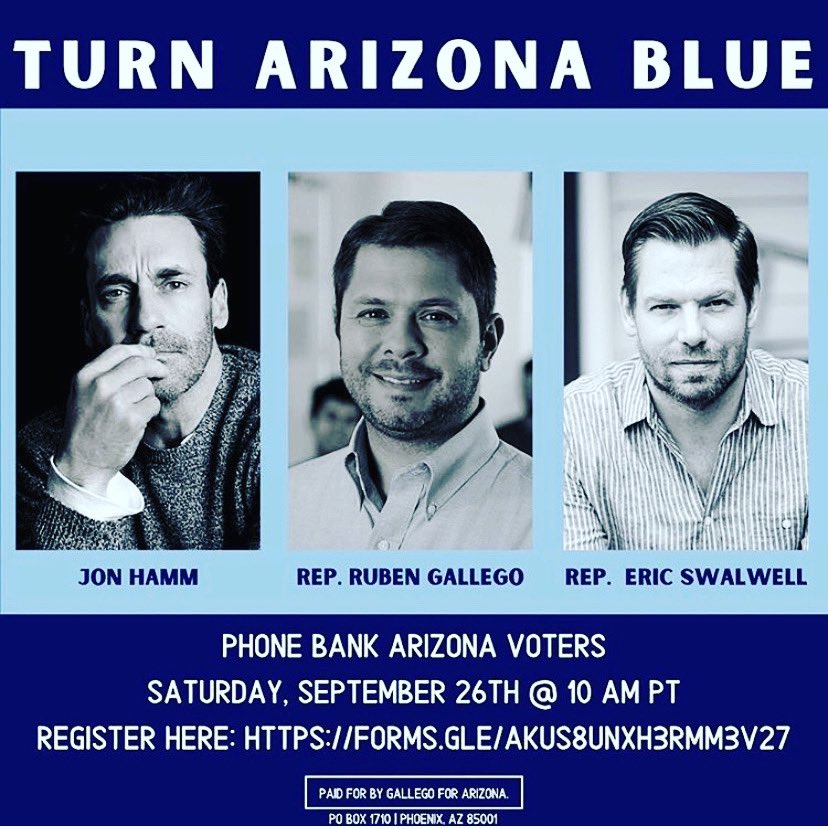 TURN ARIZONA BLUE
JON HAMM
REP. RUBEN GALLEGO
REP. ERIC SWALWELL
PHONE BANK ARIZONA VOTERS
SATURDAY, SEPTEMBER 26TH @ 10 AM PT
REGISTER HERE: HTTPS://FORMS.GLE/AKUS8UNXH3RMM3V27
PAID FOR BY GALLEGO FOR ARIZONA.
PO BOX 1710 | PHOENIX, AZ 85001